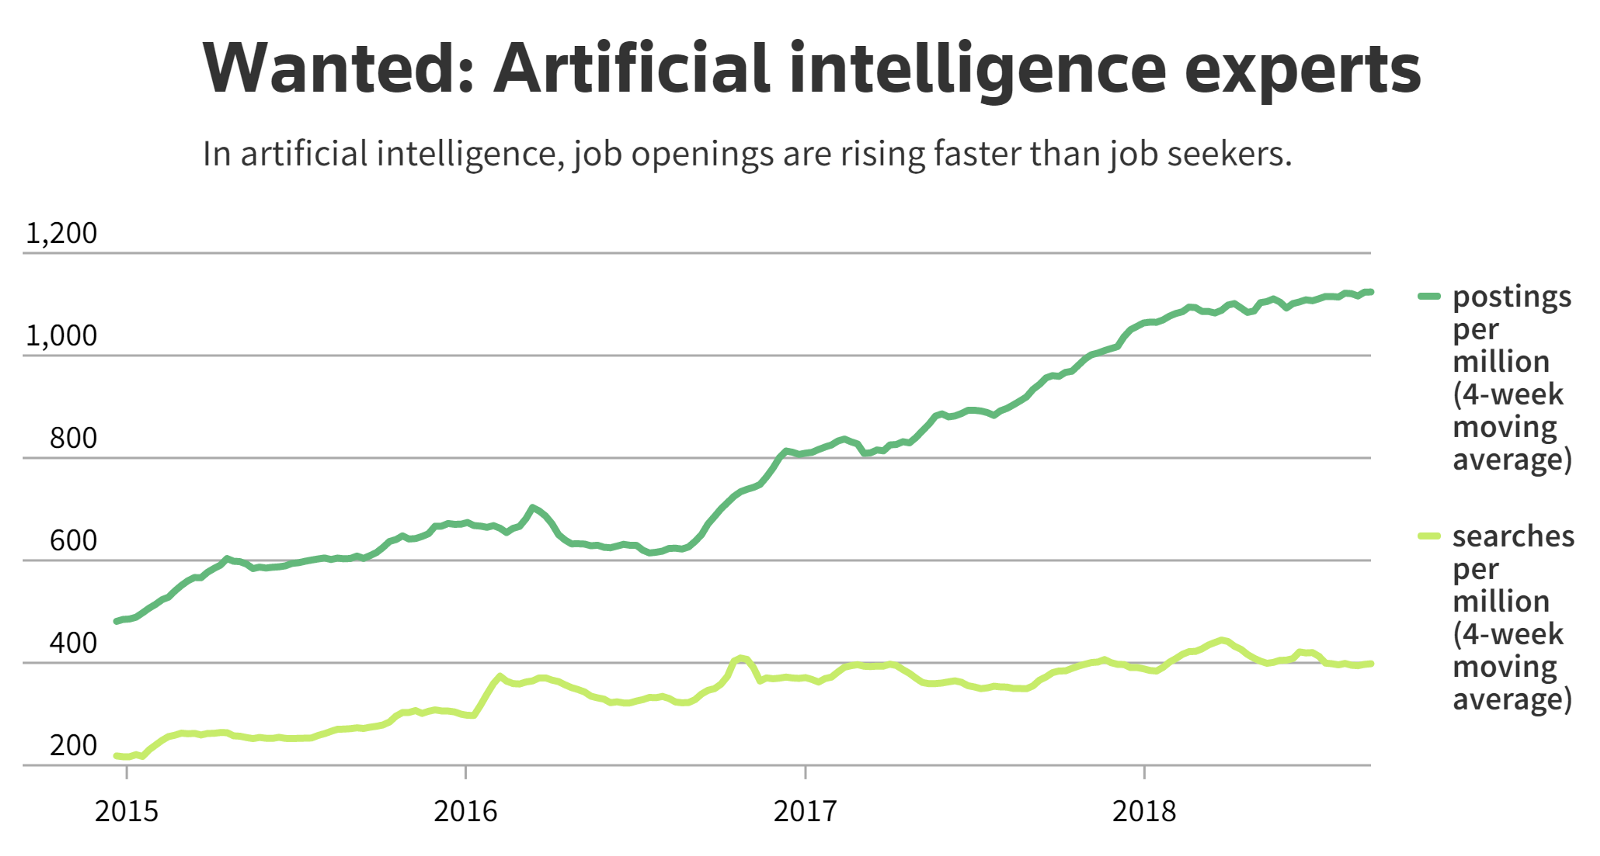 Wanted: Artificial intelligence experts
In artificial intelligence, job openings are rising faster than job seekers.
1,200
1,000
800
600
400
200
2015 2016 2017 2018
postings
per
million
(4-week
moving
average)
searches
per
million
(4-week
moving
average)